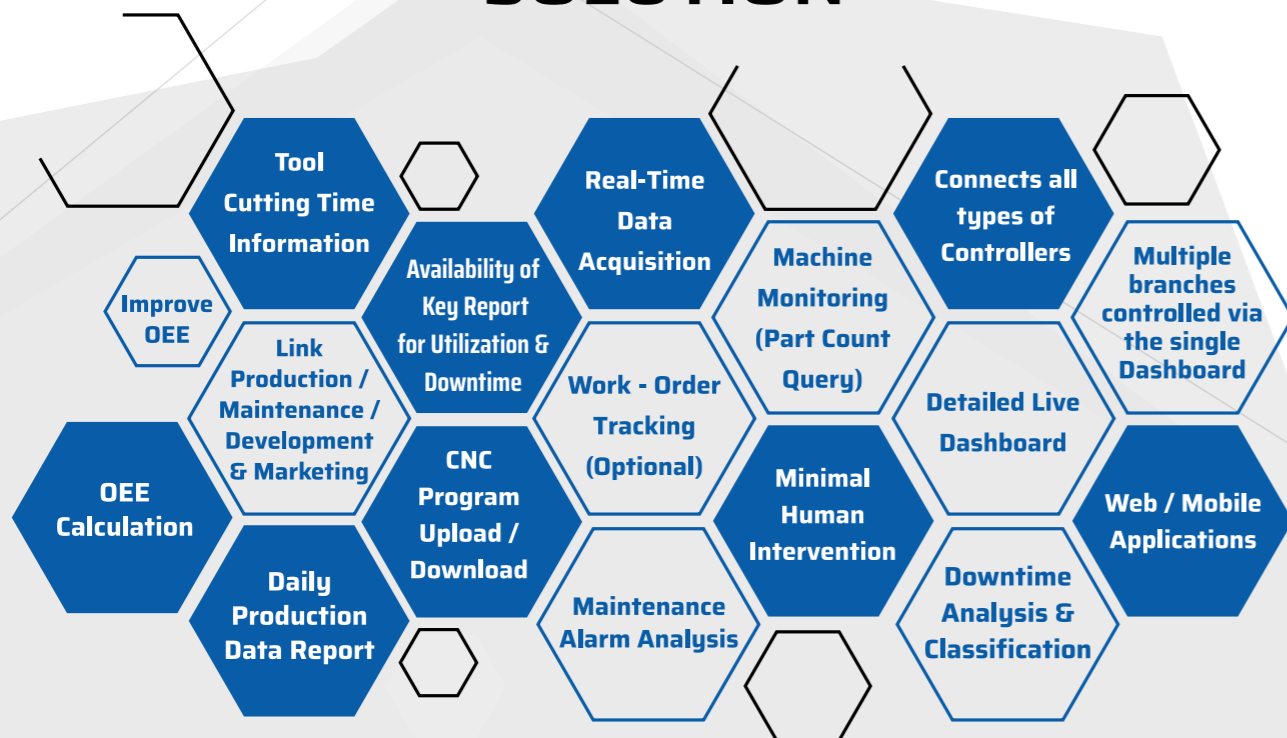 SOLUTION
Tool
Cutting Time
Information
Real-Time
Data
Acquisition
Connects all
types of
Controllers
Improve
OEE
Availability of
Key Report
for Utilization &
Downtime
Machine
Monitoring
(Part Count
Query)
Multiple
branches
controlled via
the single
Dashboard
Link
Production /
Maintenance /
Development
& Marketing
Work - Order
Tracking
(Optional)
Detailed Live
Dashboard
OEE
Calculation
CNC
Program
Upload /
Download
Minimal
Human
Intervention
Web / Mobile
Applications
Daily
Production
Data Report
Maintenance
Alarm Analysis
Downtime
Analysis &
Classification